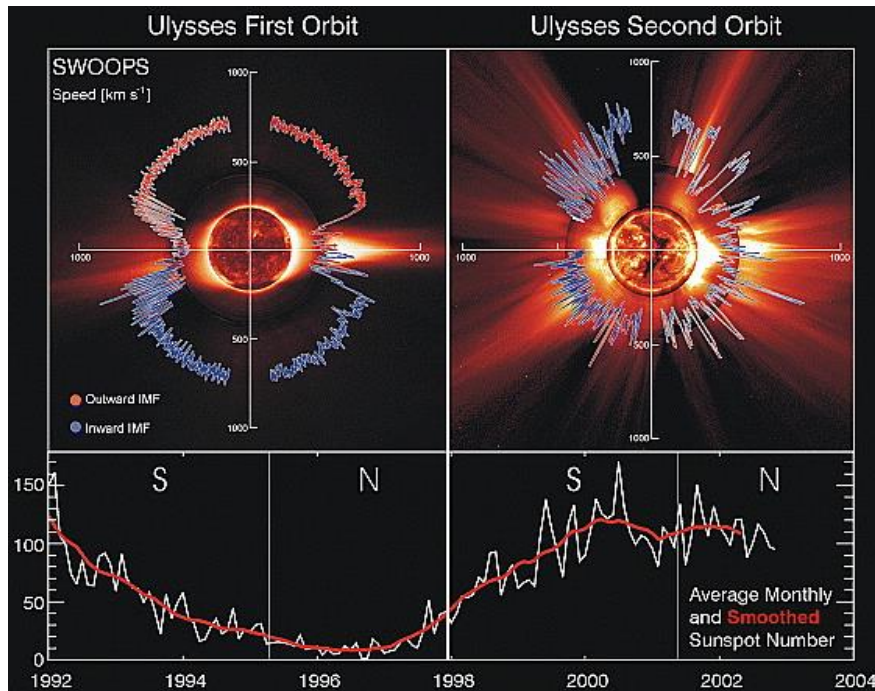 Ulysses First Orbit
Ulysses Second Orbit
SWOOPS
Speed [km s⁻¹]
1000
500
1000
1000
500
1000
Outward IMF
Inward IMF
1000
500
1000
1000
500
1000
150
100
50
0
S
N
S
N
Average Monthly
and Smoothed
Sunspot Number
1992
1994
1996
1998
2000
2002
2004